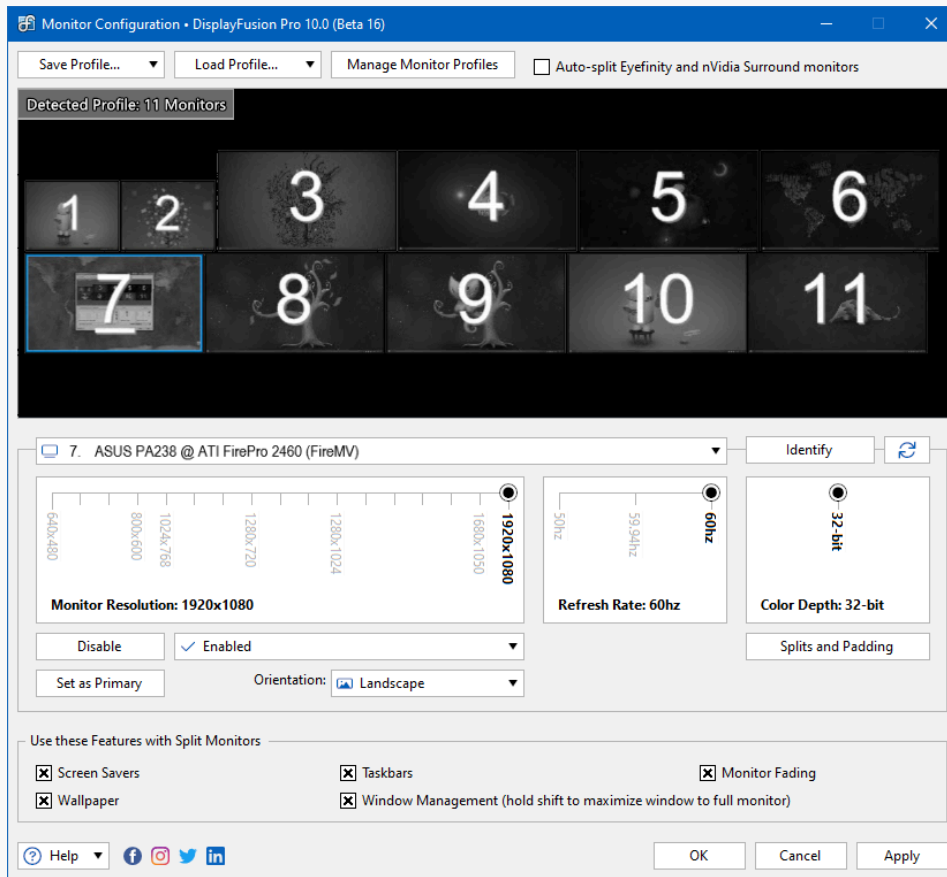 Monitor Configuration • DisplayFusion Pro 10.0 (Beta 16)
Save Profile... Load Profile... Manage Monitor Profiles Auto-split Eyefinity and nVidia Surround monitors
Detected Profile: 11 Monitors
1 2 3 4 5 6
7 8 9 10 11
7. ASUS PA238 @ ATI FirePro 2460 (FireMV) Identify
640x480 800x600 1024x768 1280x720 1280x1024 1680x1050 1920x1080
50hz 59.94hz 60hz
32-bit
Monitor Resolution: 1920x1080 Refresh Rate: 60hz Color Depth: 32-bit
Disable Enabled Splits and Padding
Set as Primary Orientation: Landscape
Use these Features with Split Monitors
Screen Savers Taskbars Monitor Fading
Wallpaper Window Management (hold shift to maximize window to full monitor)
Help OK Cancel Apply